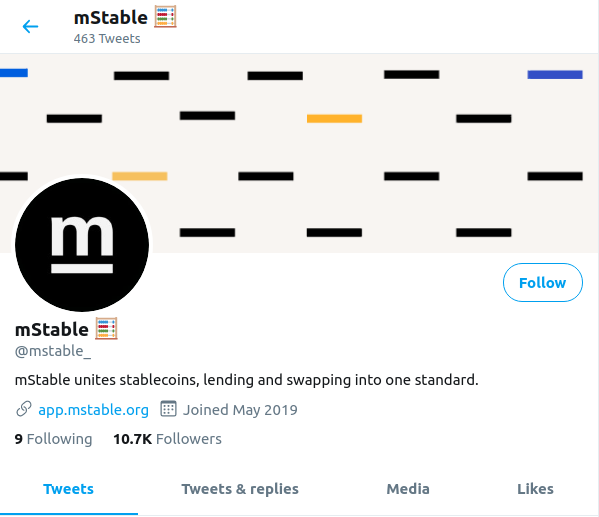 mStable 🧮
463 Tweets
m
Follow
mStable 🧮
@mstable_
mStable unites stablecoins, lending and swapping into one standard.
app.mstable.org Joined May 2019
9 Following 10.7K Followers
Tweets Tweets & replies Media Likes